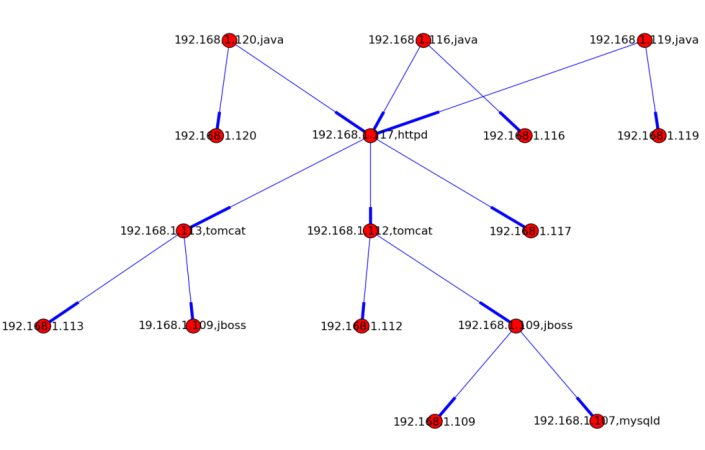 192.168.1.120,java
192.168.1.116,java
192.168.1.119,java
192.168.1.120
192.168.1.117,httpd
192.168.1.116
192.168.1.119
192.168.1.113,tomcat
192.168.1.112,tomcat
192.168.1.117
192.168.1.113
19.168.1.109,jboss
192.168.1.112
192.168.1.109,jboss
192.168.1.109
192.168.1.107,mysqld